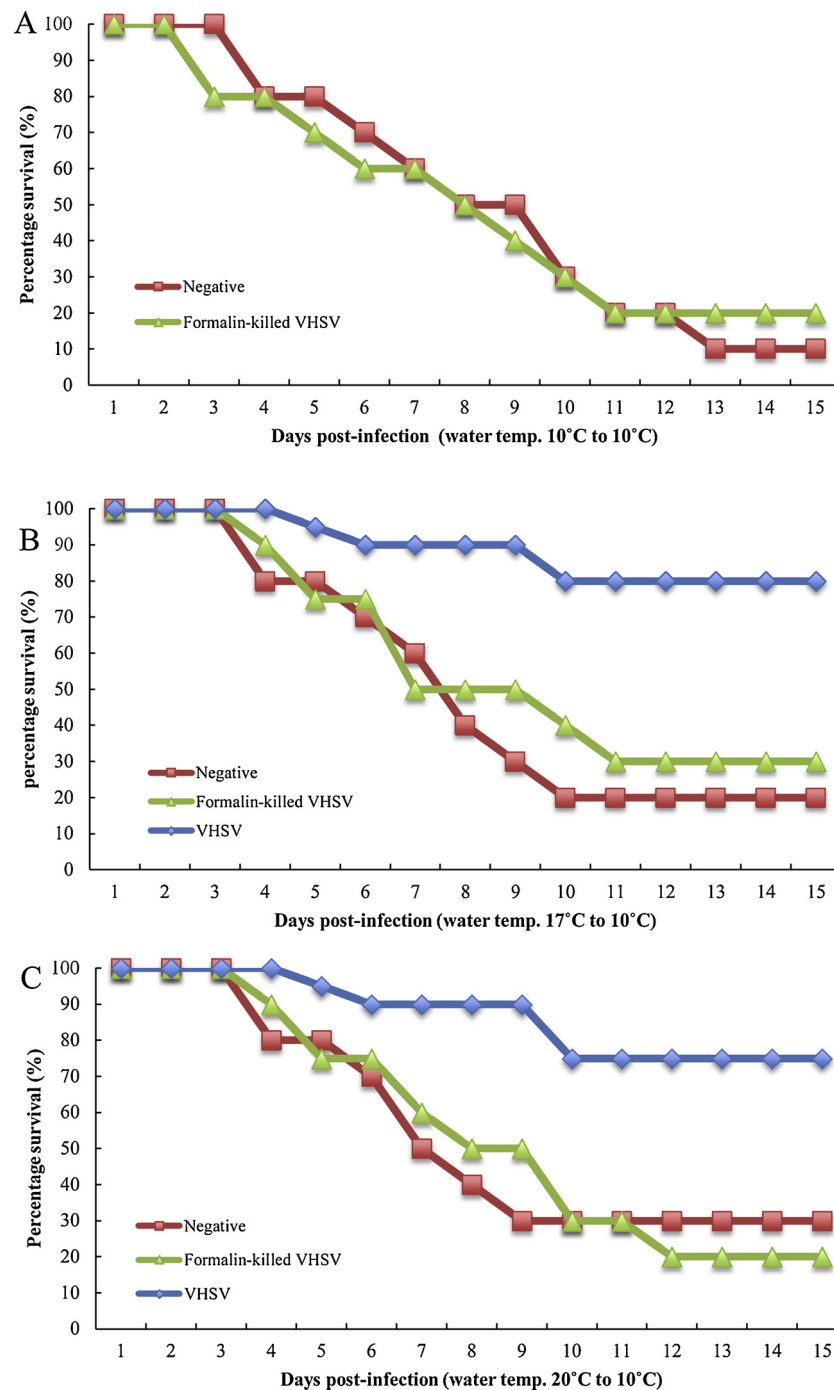 A
100
90
80
70
60
50
40
30
20
10
0
Percentage survival (%)
Negative
Formalin-killed VHSV
1 2 3 4 5 6 7 8 9 10 11 12 13 14 15
Days post-infection (water temp. 10°C to 10°C)
B
100
90
80
70
60
50
40
30
20
10
0
percentage survival (%)
Negative
Formalin-killed VHSV
VHSV
1 2 3 4 5 6 7 8 9 10 11 12 13 14 15
Days post-infection (water temp. 17°C to 10°C)
C
100
90
80
70
60
50
40
30
20
10
0
Percentage survival (%)
Negative
Formalin-killed VHSV
VHSV
1 2 3 4 5 6 7 8 9 10 11 12 13 14 15
Days post-infection (water temp. 20°C to 10°C)